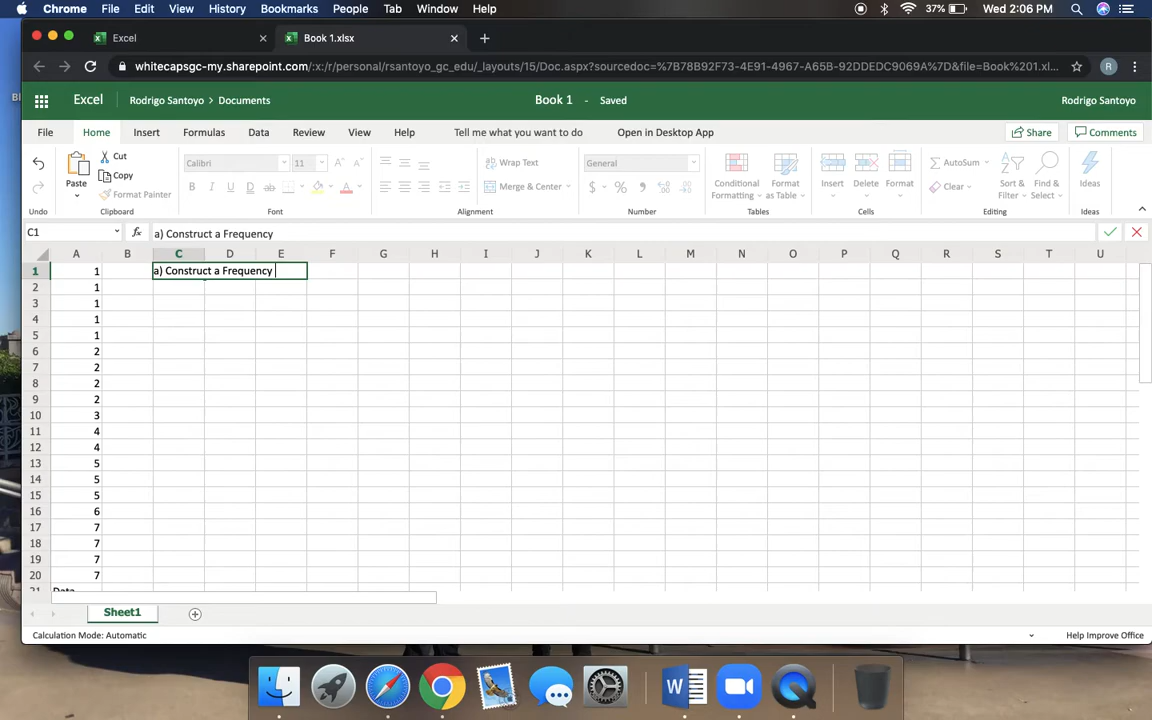 Chrome File Edit View History Bookmarks People Tab Window Help 37% Wed 2:06 PM
Excel Book 1.xlsx
whitecapsgc-my.sharepoint.com/:x:/r/personal/rsantoyo_gc_edu/_layouts/15/Doc.aspx?sourcedoc=%7B78B92F73-4E91-4967-A65B-92DDEDC9069A%7D&file=Book%201.xl... R
Excel Rodrigo Santoyo > Documents Book 1 - Saved Rodrigo Santoyo
File Home Insert Formulas Data Review View Help Tell me what you want to do Open in Desktop App Share Comments
Cut Calibri 11 Wrap Text General AutoSum
Paste Copy Conditional Format Insert Delete Format Sort & Find & Ideas
Format Painter B I U D ab A Merge & Center $ % Formatting as Table Clear Filter Select
Undo Clipboard Font Alignment Number Tables Cells Editing Ideas
C1 fx a) Construct a Frequency
A B C D E F G H I J K L M N O P Q R S T U
1 1 a) Construct a Frequency
2 1
3 1
4 1
5 1
6 2
7 2
8 2
9 2
10 3
11 4
12 4
13 5
14 5
15 5
16 6
17 7
18 7
19 7
20 7
21 Data
Sheet1
Calculation Mode: Automatic Help Improve Office
W